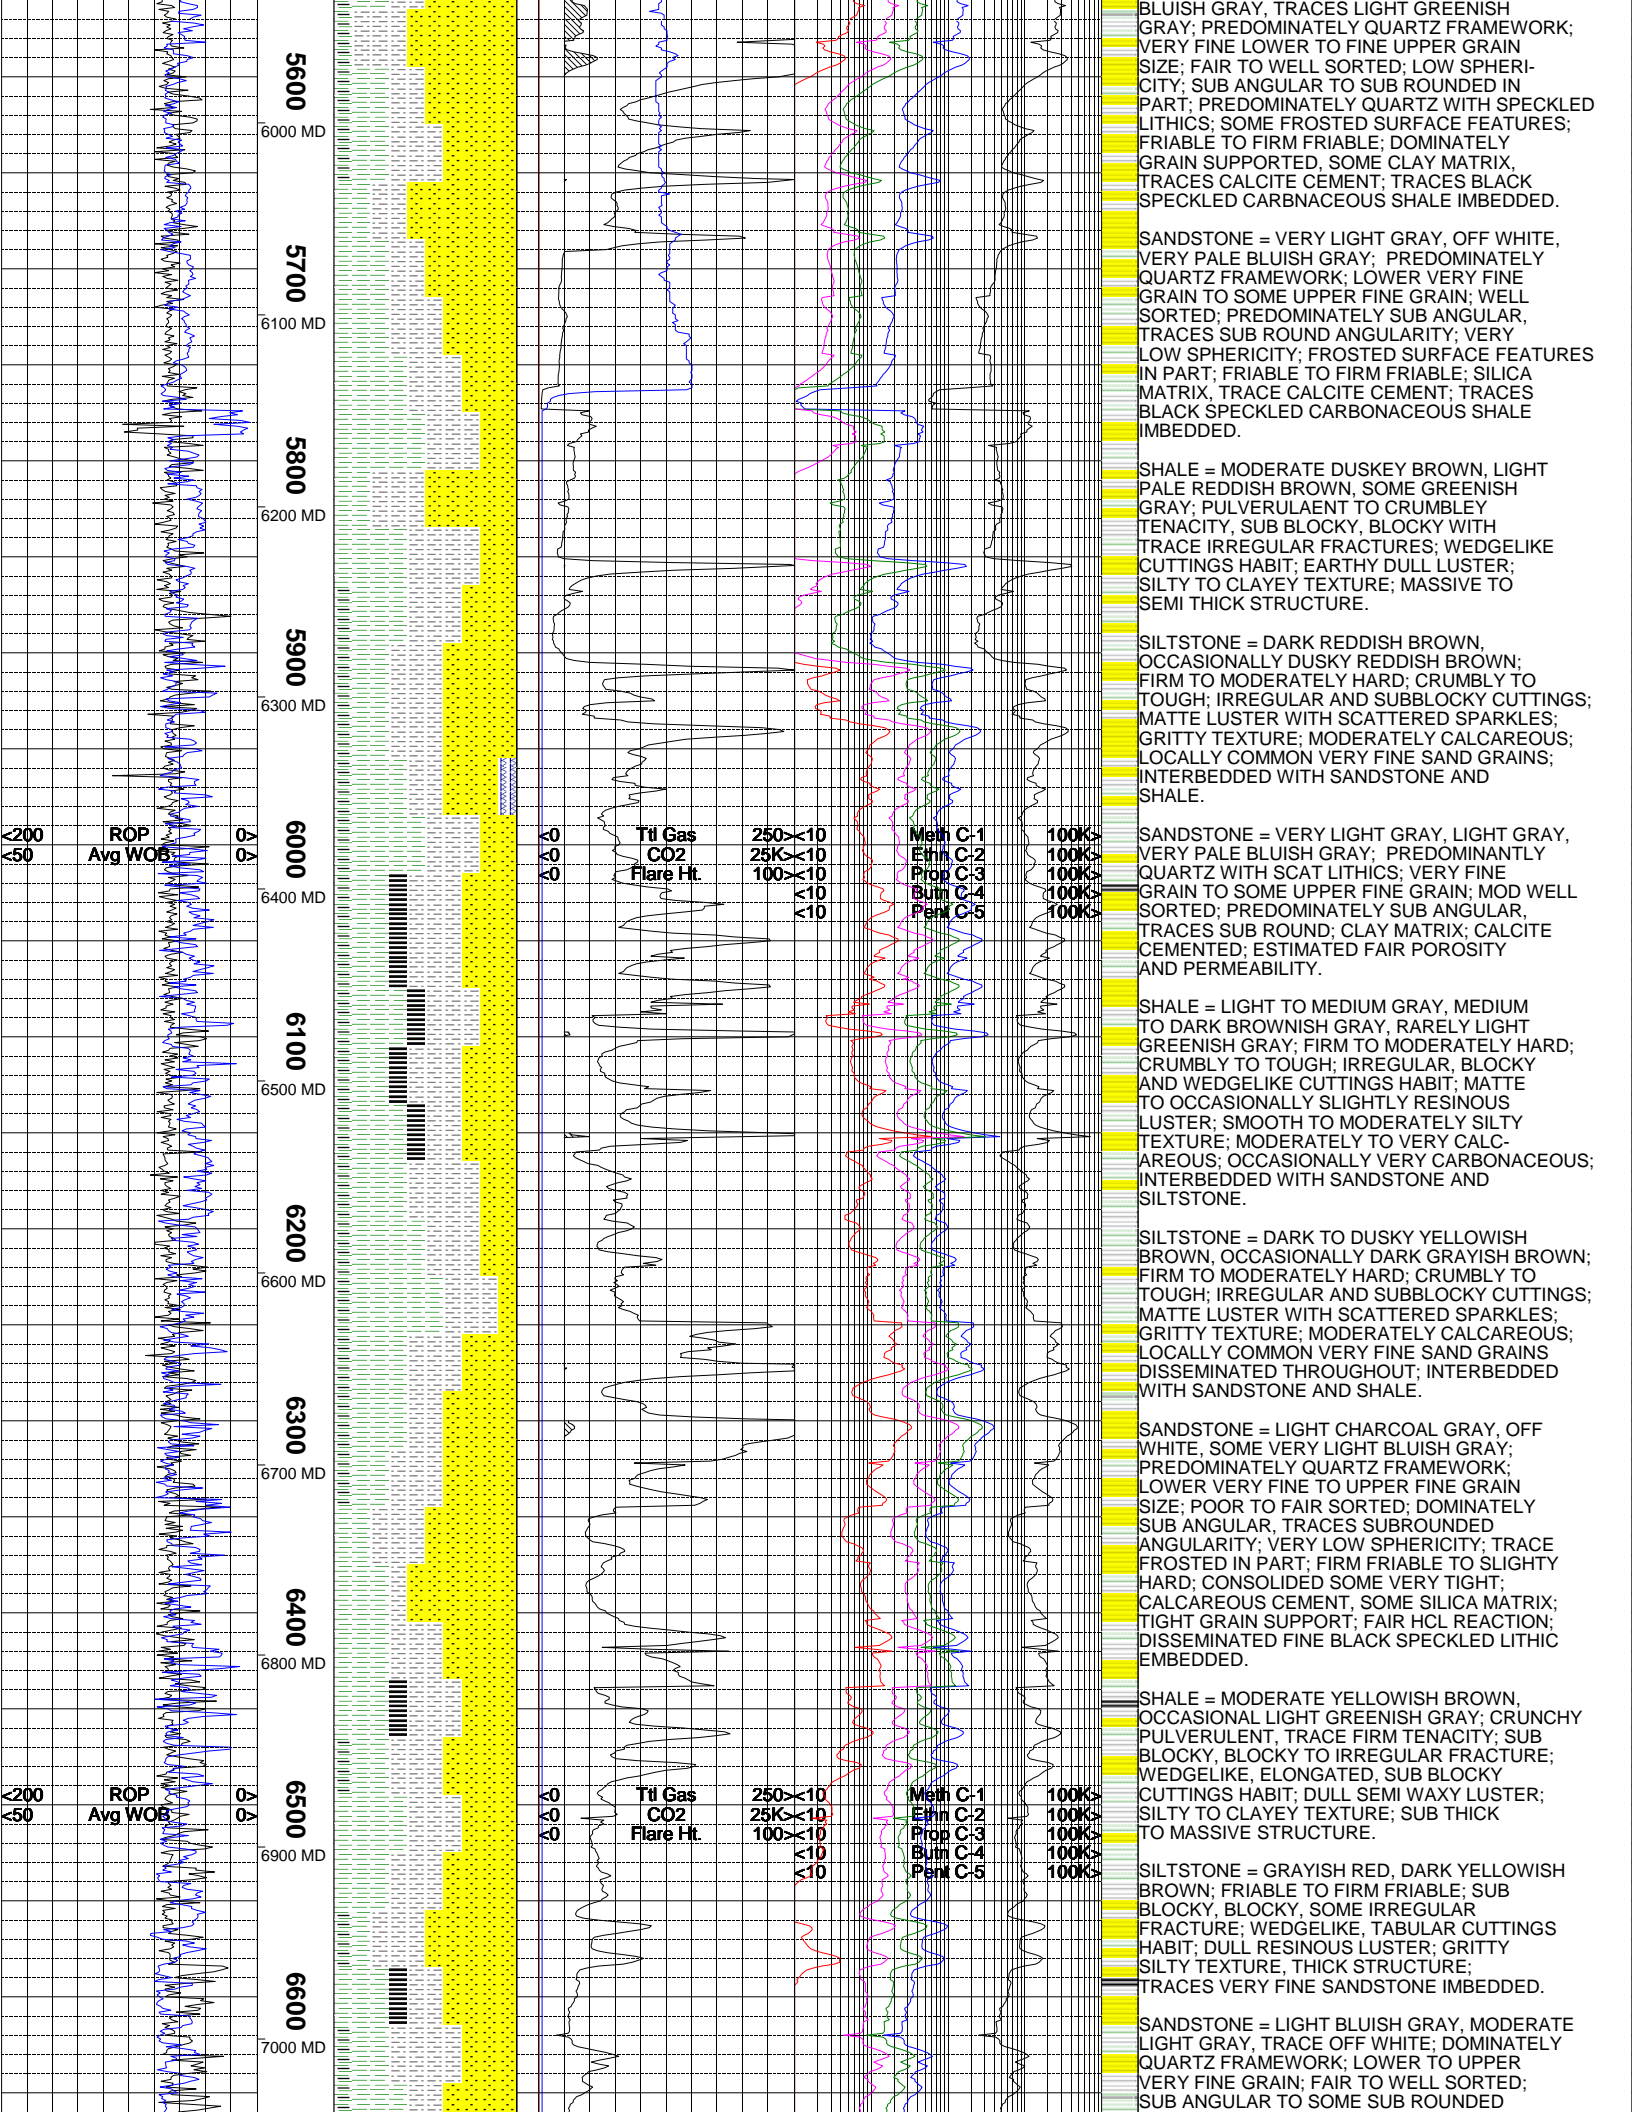 5600
6000 MD
5700
6100 MD
5800
6200 MD
5900
6300 MD
6000
6400 MD
6100
6500 MD
6200
6600 MD
6300
6700 MD
6400
6800 MD
6500
6900 MD
6600
7000 MD
<200 ROP 0>
<50 Avg WOB 0>
<0 Ttl Gas 250>
<0 CO2 25K>
<0 Flare Ht. 100>
<10 Meth C-1 100K>
<10 Ethn C-2 100K>
<10 Prop C-3 100K>
<10 Butn C-4 100K>
<10 Pent C-5 100K>
<200 ROP 0>
<50 Avg WOB 0>
<0 Ttl Gas 250>
<0 CO2 25K>
<0 Flare Ht. 100>
<10 Meth C-1 100K>
<10 Ethn C-2 100K>
<10 Prop C-3 100K>
<10 Butn C-4 100K>
<10 Pent C-5 100K>
BLUISH GRAY, TRACES LIGHT GREENISH
GRAY; PREDOMINATELY QUARTZ FRAMEWORK;
VERY FINE LOWER TO FINE UPPER GRAIN
SIZE; FAIR TO WELL SORTED; LOW SPHERI-
CITY; SUB ANGULAR TO SUB ROUNDED IN
PART; PREDOMINATELY QUARTZ WITH SPECKLED
LITHICS; SOME FROSTED SURFACE FEATURES;
FRIABLE TO FIRM FRIABLE; DOMINATELY
GRAIN SUPPORTED, SOME CLAY MATRIX,
TRACES CALCITE CEMENT; TRACES BLACK
SPECKLED CARBNACEOUS SHALE IMBEDDED.
SANDSTONE = VERY LIGHT GRAY, OFF WHITE,
VERY PALE BLUISH GRAY; PREDOMINATELY
QUARTZ FRAMEWORK; LOWER VERY FINE
GRAIN TO SOME UPPER FINE GRAIN; WELL
SORTED; PREDOMINATELY SUB ANGULAR,
TRACES SUB ROUND ANGULARITY; VERY
LOW SPHERICITY; FROSTED SURFACE FEATURES
IN PART; FRIABLE TO FIRM FRIABLE; SILICA
MATRIX, TRACE CALCITE CEMENT; TRACES
BLACK SPECKLED CARBONACEOUS SHALE
IMBEDDED.
SHALE = MODERATE DUSKEY BROWN, LIGHT
PALE REDDISH BROWN, SOME GREENISH
GRAY; PULVERULAENT TO CRUMBLEY
TENACITY, SUB BLOCKY, BLOCKY WITH
TRACE IRREGULAR FRACTURES; WEDGELIKE
CUTTINGS HABIT; EARTHY DULL LUSTER;
SILTY TO CLAYEY TEXTURE; MASSIVE TO
SEMI THICK STRUCTURE.
SILTSTONE = DARK REDDISH BROWN,
OCCASIONALLY DUSKY REDDISH BROWN;
FIRM TO MODERATELY HARD; CRUMBLY TO
TOUGH; IRREGULAR AND SUBBLOCKY CUTTINGS;
MATTE LUSTER WITH SCATTERED SPARKLES;
GRITTY TEXTURE; MODERATELY CALCAREOUS;
LOCALLY COMMON VERY FINE SAND GRAINS;
INTERBEDDED WITH SANDSTONE AND
SHALE.
SANDSTONE = VERY LIGHT GRAY, LIGHT GRAY,
VERY PALE BLUISH GRAY; PREDOMINANTLY
QUARTZ WITH SCAT LITHICS; VERY FINE
GRAIN TO SOME UPPER FINE GRAIN; MOD WELL
SORTED; PREDOMINATELY SUB ANGULAR,
TRACES SUB ROUND; CLAY MATRIX; CALCITE
CEMENTED; ESTIMATED FAIR POROSITY
AND PERMEABILITY.
SHALE = LIGHT TO MEDIUM GRAY, MEDIUM
TO DARK BROWNISH GRAY, RARELY LIGHT
GREENISH GRAY; FIRM TO MODERATELY HARD;
CRUMBLY TO TOUGH; IRREGULAR, BLOCKY
AND WEDGELIKE CUTTINGS HABIT; MATTE
TO OCCASIONALLY SLIGHTLY RESINOUS
LUSTER; SMOOTH TO MODERATELY SILTY
TEXTURE; MODERATELY TO VERY CALC-
AREOUS; OCCASIONALLY VERY CARBONACEOUS;
INTERBEDDED WITH SANDSTONE AND
SILTSTONE.
SILTSTONE = DARK TO DUSKY YELLOWISH
BROWN, OCCASIONALLY DARK GRAYISH BROWN;
FIRM TO MODERATELY HARD; CRUMBLY TO
TOUGH; IRREGULAR AND SUBBLOCKY CUTTINGS;
MATTE LUSTER WITH SCATTERED SPARKLES;
GRITTY TEXTURE; MODERATELY CALCAREOUS;
LOCALLY COMMON VERY FINE SAND GRAINS
DISSEMINATED THROUGHOUT; INTERBEDDED
WITH SANDSTONE AND SHALE.
SANDSTONE = LIGHT CHARCOAL GRAY, OFF
WHITE, SOME VERY LIGHT BLUISH GRAY;
PREDOMINATELY QUARTZ FRAMEWORK;
LOWER VERY FINE TO UPPER FINE GRAIN
SIZE; POOR TO FAIR SORTED; DOMINATELY
SUB ANGULAR, TRACES SUBROUNDED
ANGULARITY; VERY LOW SPHERICITY; TRACE
FROSTED IN PART; FIRM FRIABLE TO SLIGHTY
HARD; CONSOLIDED SOME VERY TIGHT;
CALCAREOUS CEMENT, SOME SILICA MATRIX;
TIGHT GRAIN SUPPORT; FAIR HCL REACTION;
DISSEMINATED FINE BLACK SPECKLED LITHIC
EMBEDDED.
SHALE = MODERATE YELLOWISH BROWN,
OCCASIONAL LIGHT GREENISH GRAY; CRUNCHY
PULVERULENT, TRACE FIRM TENACITY; SUB
BLOCKY, BLOCKY TO IRREGULAR FRACTURE;
WEDGELIKE, ELONGATED, SUB BLOCKY
CUTTINGS HABIT; DULL SEMI WAXY LUSTER;
SILTY TO CLAYEY TEXTURE; SUB THICK
TO MASSIVE STRUCTURE.
SILTSTONE = GRAYISH RED, DARK YELLOWISH
BROWN; FRIABLE TO FIRM FRIABLE; SUB
BLOCKY, BLOCKY, SOME IRREGULAR
FRACTURE; WEDGELIKE, TABULAR CUTTINGS
HABIT; DULL RESINOUS LUSTER; GRITTY
SILTY TEXTURE, THICK STRUCTURE;
TRACES VERY FINE SANDSTONE IMBEDDED.
SANDSTONE = LIGHT BLUISH GRAY, MODERATE
LIGHT GRAY, TRACE OFF WHITE; DOMINATELY
QUARTZ FRAMEWORK; LOWER TO UPPER
VERY FINE GRAIN; FAIR TO WELL SORTED;
SUB ANGULAR TO SOME SUB ROUNDED